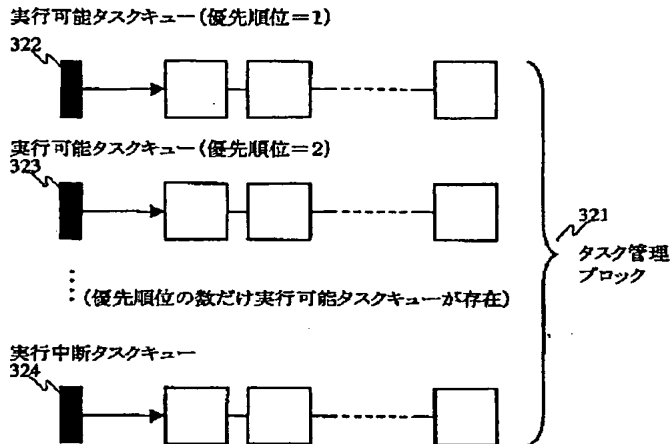 実行可能タスクキュー(優先順位=1)
322
実行可能タスクキュー(優先順位=2)
323
321
タスク管理
ブロック
(優先順位の数だけ実行可能タスクキューが存在)
実行中断タスクキュー
324